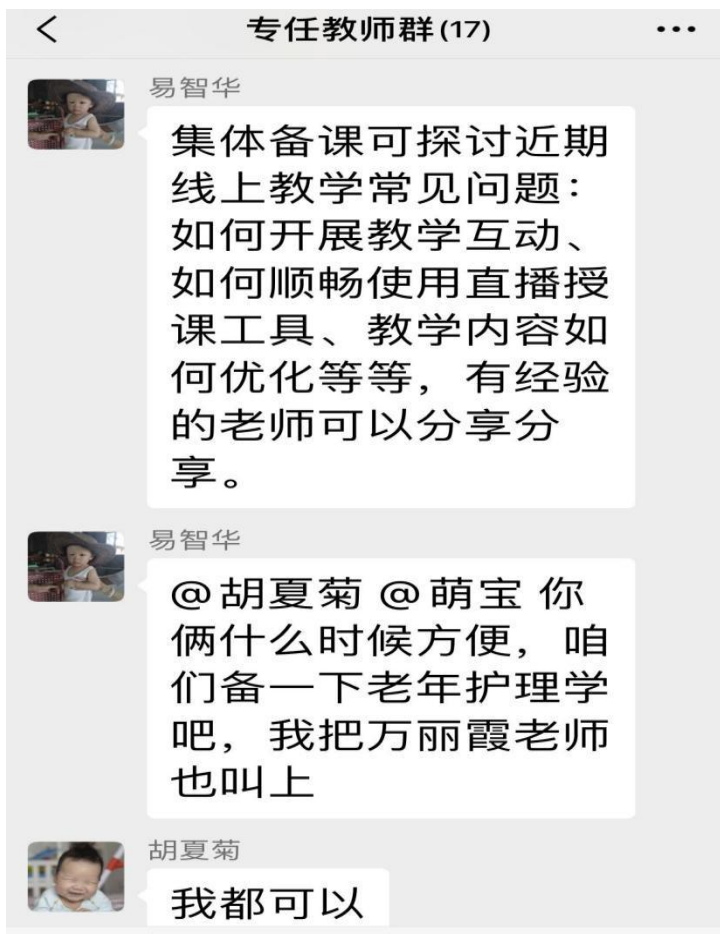 专任教师群(17)
易智华
集体备课可探讨近期
线上教学常见问题：
如何开展教学互动、
如何顺畅使用直播授
课工具、教学内容如
何优化等等，有经验
的老师可以分享分
享。
易智华
@胡夏菊 @萌宝 你
俩什么时候方便，咱
们备一下老年护理学
吧，我把万丽霞老师
也叫上
胡夏菊
我都可以